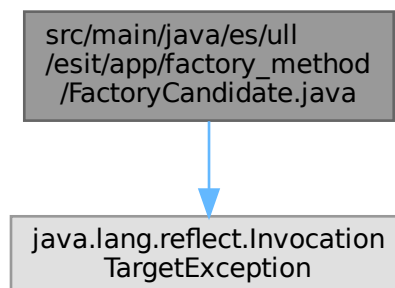 src/main/java/es/ull
/esit/app/factory_method
/FactoryCandidate.java
java.lang.reflect.Invocation
TargetException